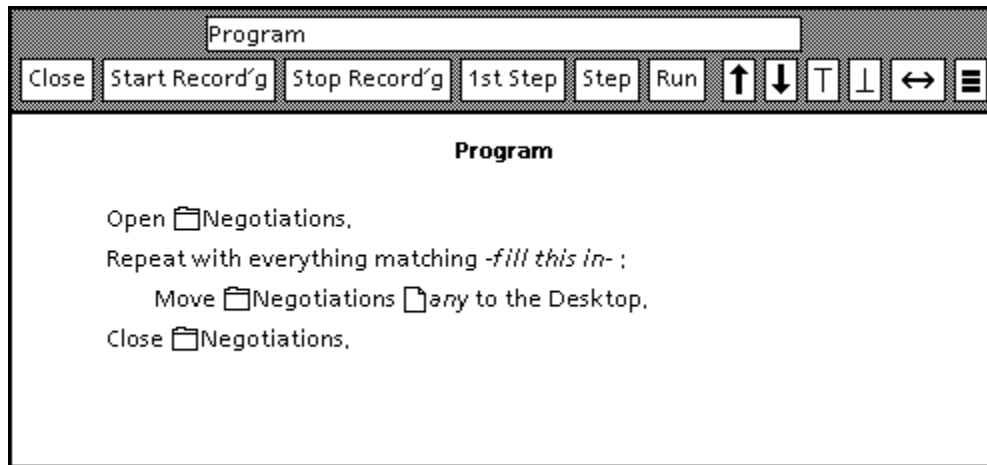 Program
Close Start Record´g Stop Record´g 1st Step Step Run
Program
Open Negotiations.
Repeat with everything matching -fill this in- :
Move Negotiations any to the Desktop.
Close Negotiations.